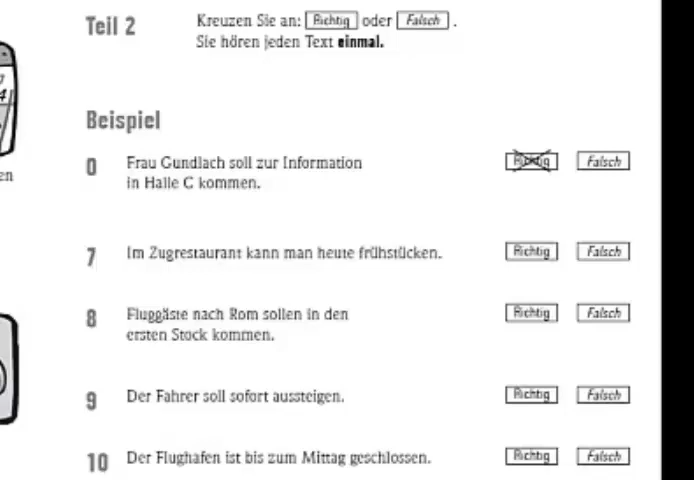 Teil 2
Kreuzen Sie an: Richtig oder Falsch .
Sie hören jeden Text einmal.
Beispiel
0 Frau Gundlach soll zur Information Richtig Falsch
in Halle C kommen.
en
7 Im Zugrestaurant kann man heute frühstücken. Richtig Falsch
8 Fluggäste nach Rom sollen in den Richtig Falsch
ersten Stock kommen.
9 Der Fahrer soll sofort aussteigen. Richtig Falsch
10 Der Flughafen ist bis zum Mittag geschlossen. Richtig Falsch